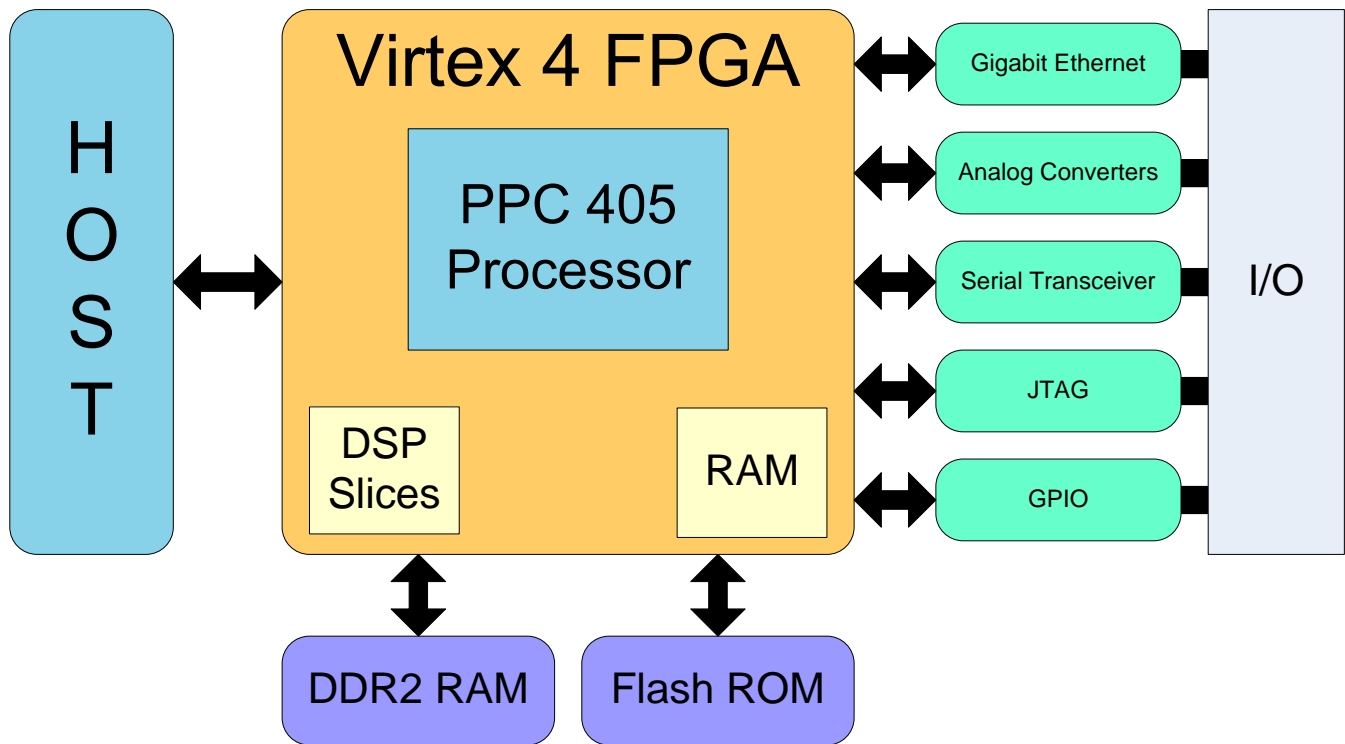 HOST
Virtex 4 FPGA
PPC 405
Processor
DSP
Slices
RAM
Gigabit Ethernet
Analog Converters
Serial Transceiver
JTAG
GPIO
I/O
DDR2 RAM
Flash ROM